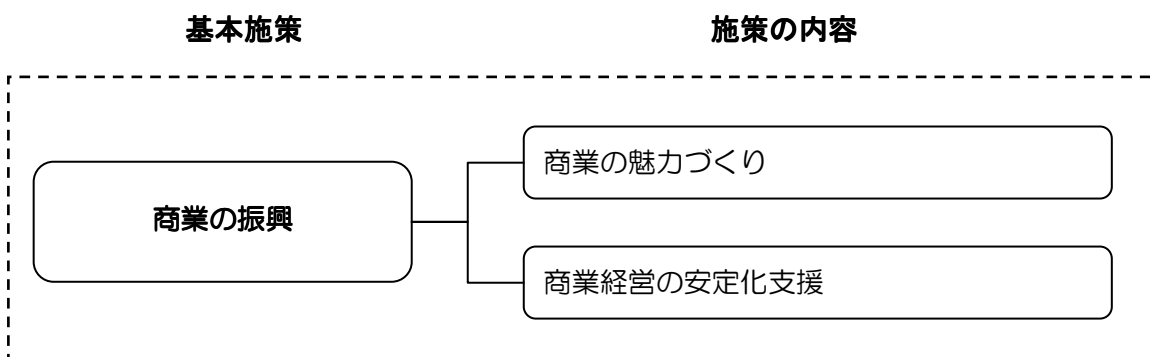 基本施策
施策の内容
商業の振興
商業の魅力づくり
商業経営の安定化支援